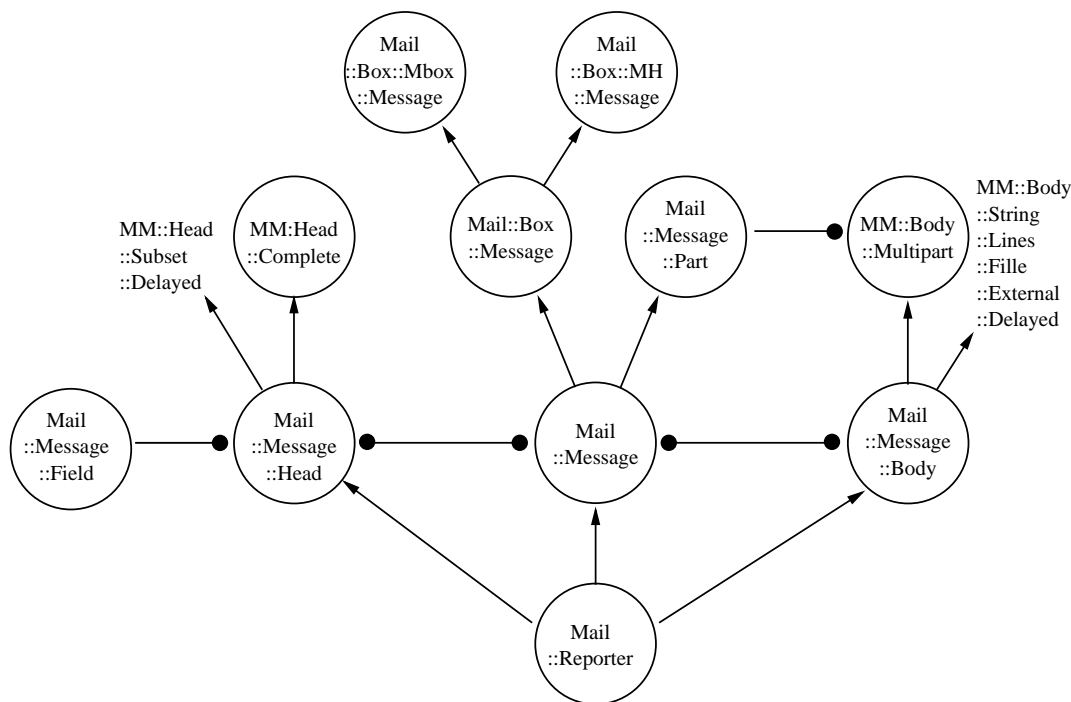 Mail
::Box::Mbox
::Message
Mail
::Box::MH
::Message
MM::Head
::Subset
::Delayed
MM:Head
::Complete
Mail::Box
::Message
Mail
::Message
::Part
MM::Body
::Multipart
MM::Body
::String
::Lines
::Fille
::External
::Delayed
Mail
::Message
::Field
Mail
::Message
::Head
Mail
::Message
Mail
::Message
::Body
Mail
::Reporter